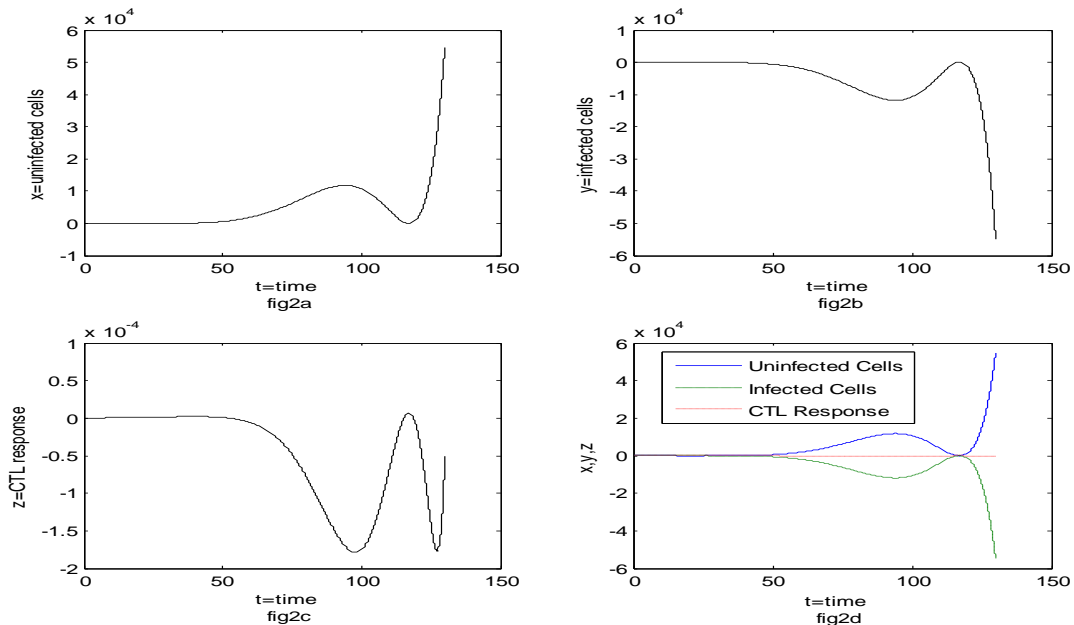 x 10^4
6
5
4
3
2
1
0
-1
x=uninfected cells
0 50 100 150
t=time
fig2a
x 10^4
1
0
-1
-2
-3
-4
-5
-6
y=infected cells
0 50 100 150
t=time
fig2b
x 10^-4
1
0.5
0
-0.5
-1
-1.5
-2
z=CTL response
0 50 100 150
t=time
fig2c
x 10^4
6
4
2
0
-2
-4
-6
x,y,z
Uninfected Cells
Infected Cells
CTL Response
0 50 100 150
t=time
fig2d